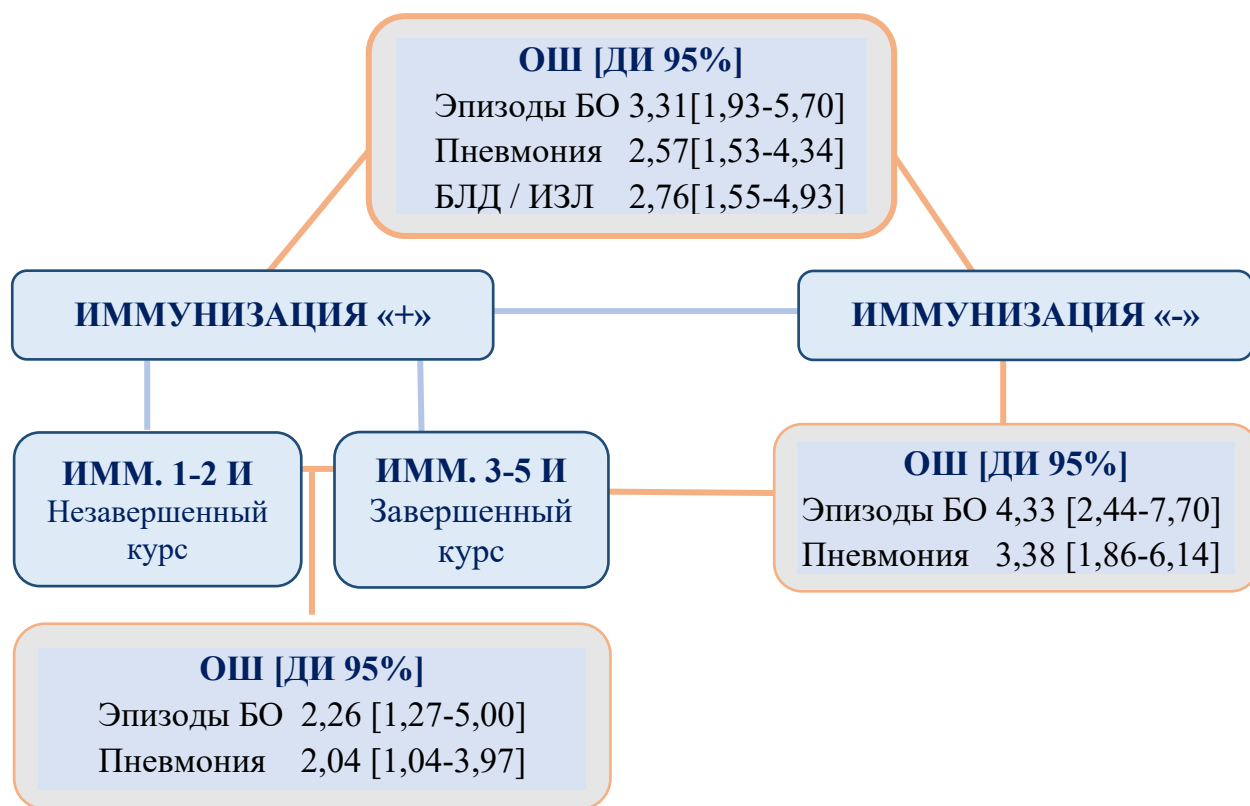 ОШ [ДИ 95%]
Эпизоды БО 3,31[1,93-5,70]
Пневмония 2,57[1,53-4,34]
БЛД / ИЗЛ 2,76[1,55-4,93]
ИММУНИЗАЦИЯ «+»
ИММУНИЗАЦИЯ «-»
ИММ. 1-2 И
Незавершенный
курс
ИММ. 3-5 И
Завершенный
курс
ОШ [ДИ 95%]
Эпизоды БО 4,33 [2,44-7,70]
Пневмония 3,38 [1,86-6,14]
ОШ [ДИ 95%]
Эпизоды БО 2,26 [1,27-5,00]
Пневмония 2,04 [1,04-3,97]